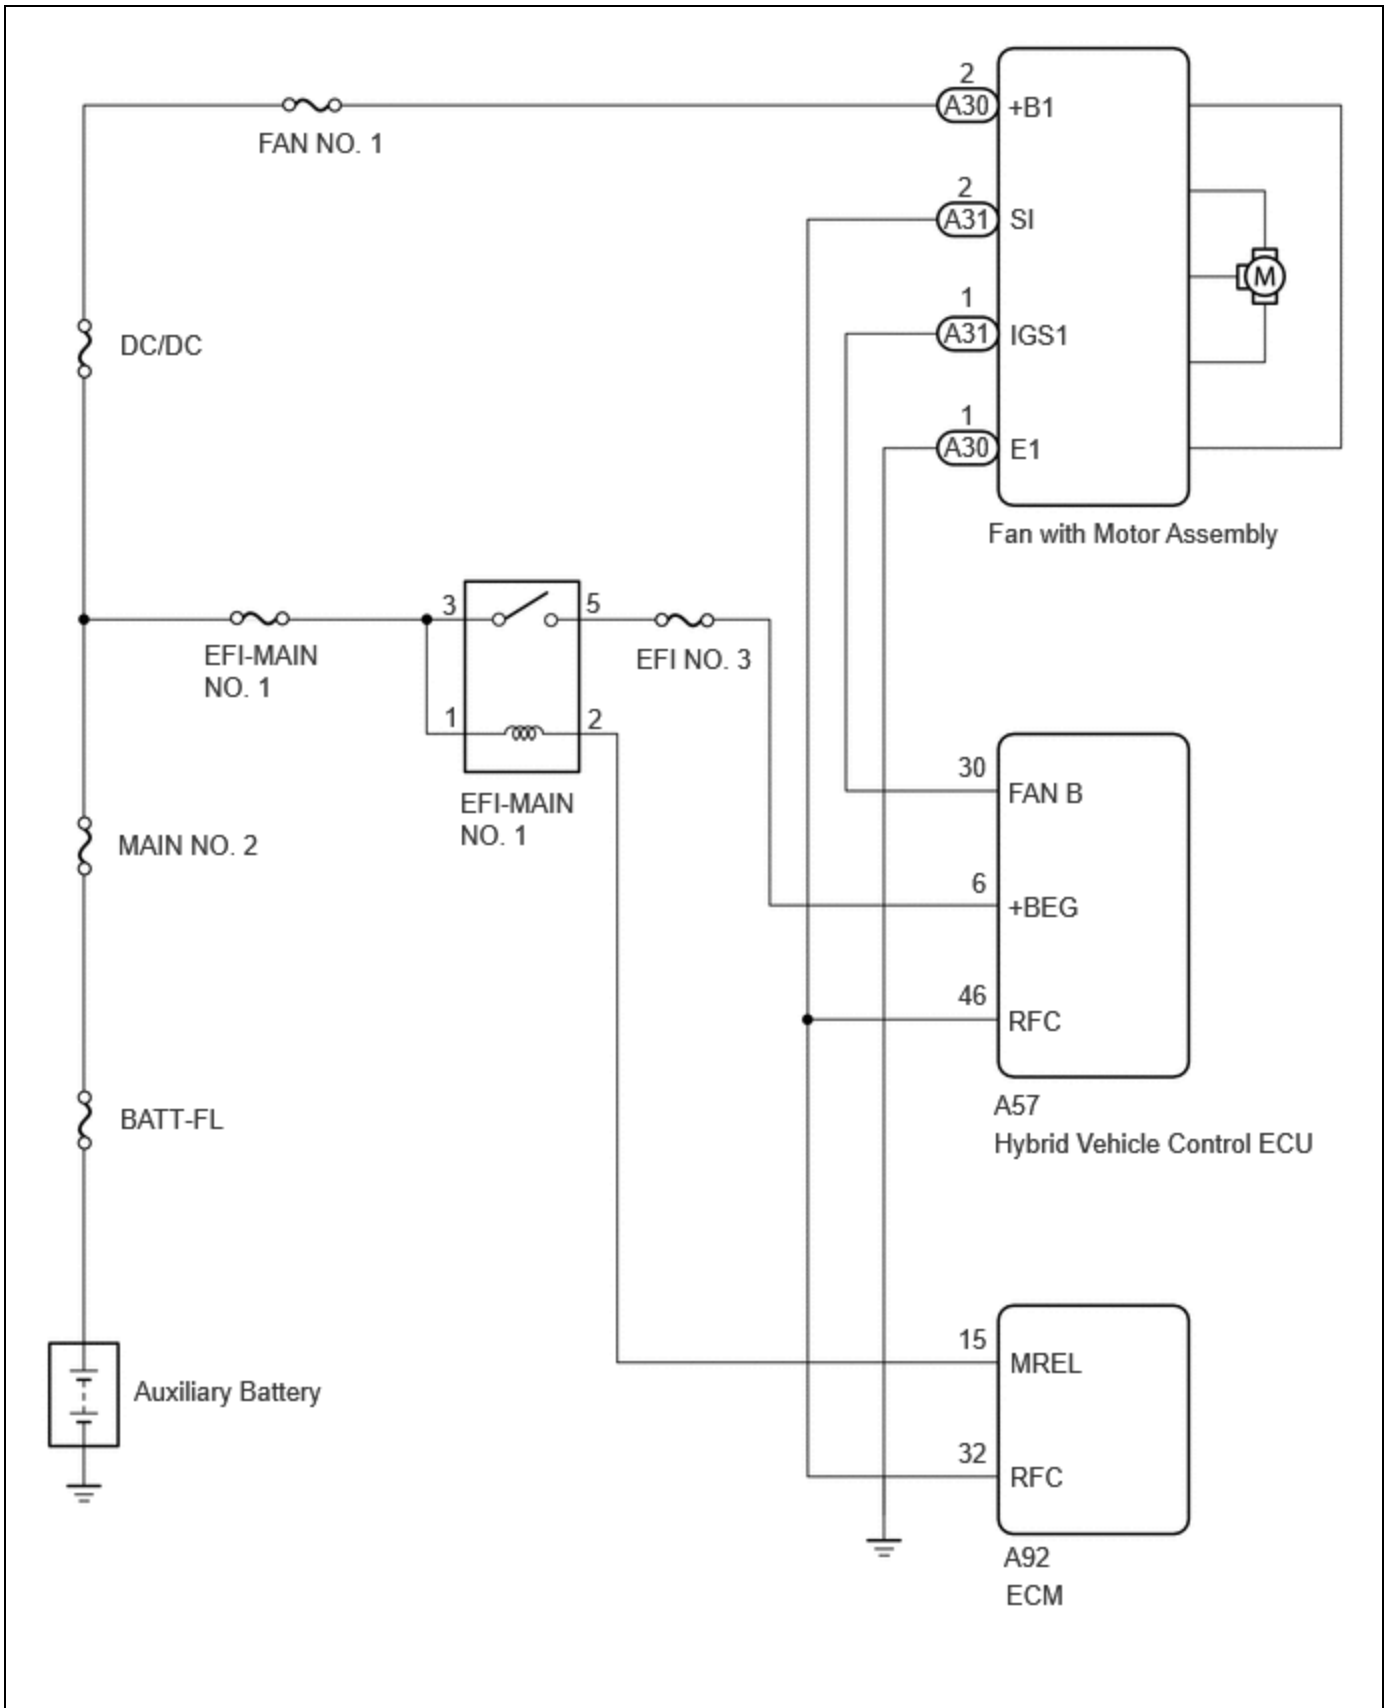 2
A30 +B1
FAN NO. 1
2
A31 SI
M
1
A31 IGS1
DC/DC
1
A30 E1
Fan with Motor Assembly
3 5
EFI-MAIN
NO. 1
EFI NO. 3
1 2
EFI-MAIN
NO. 1
30
FAN B
MAIN NO. 2
6
+BEG
46
RFC
A57
Hybrid Vehicle Control ECU
BATT-FL
15
MREL
Auxiliary Battery
32
RFC
A92
ECM